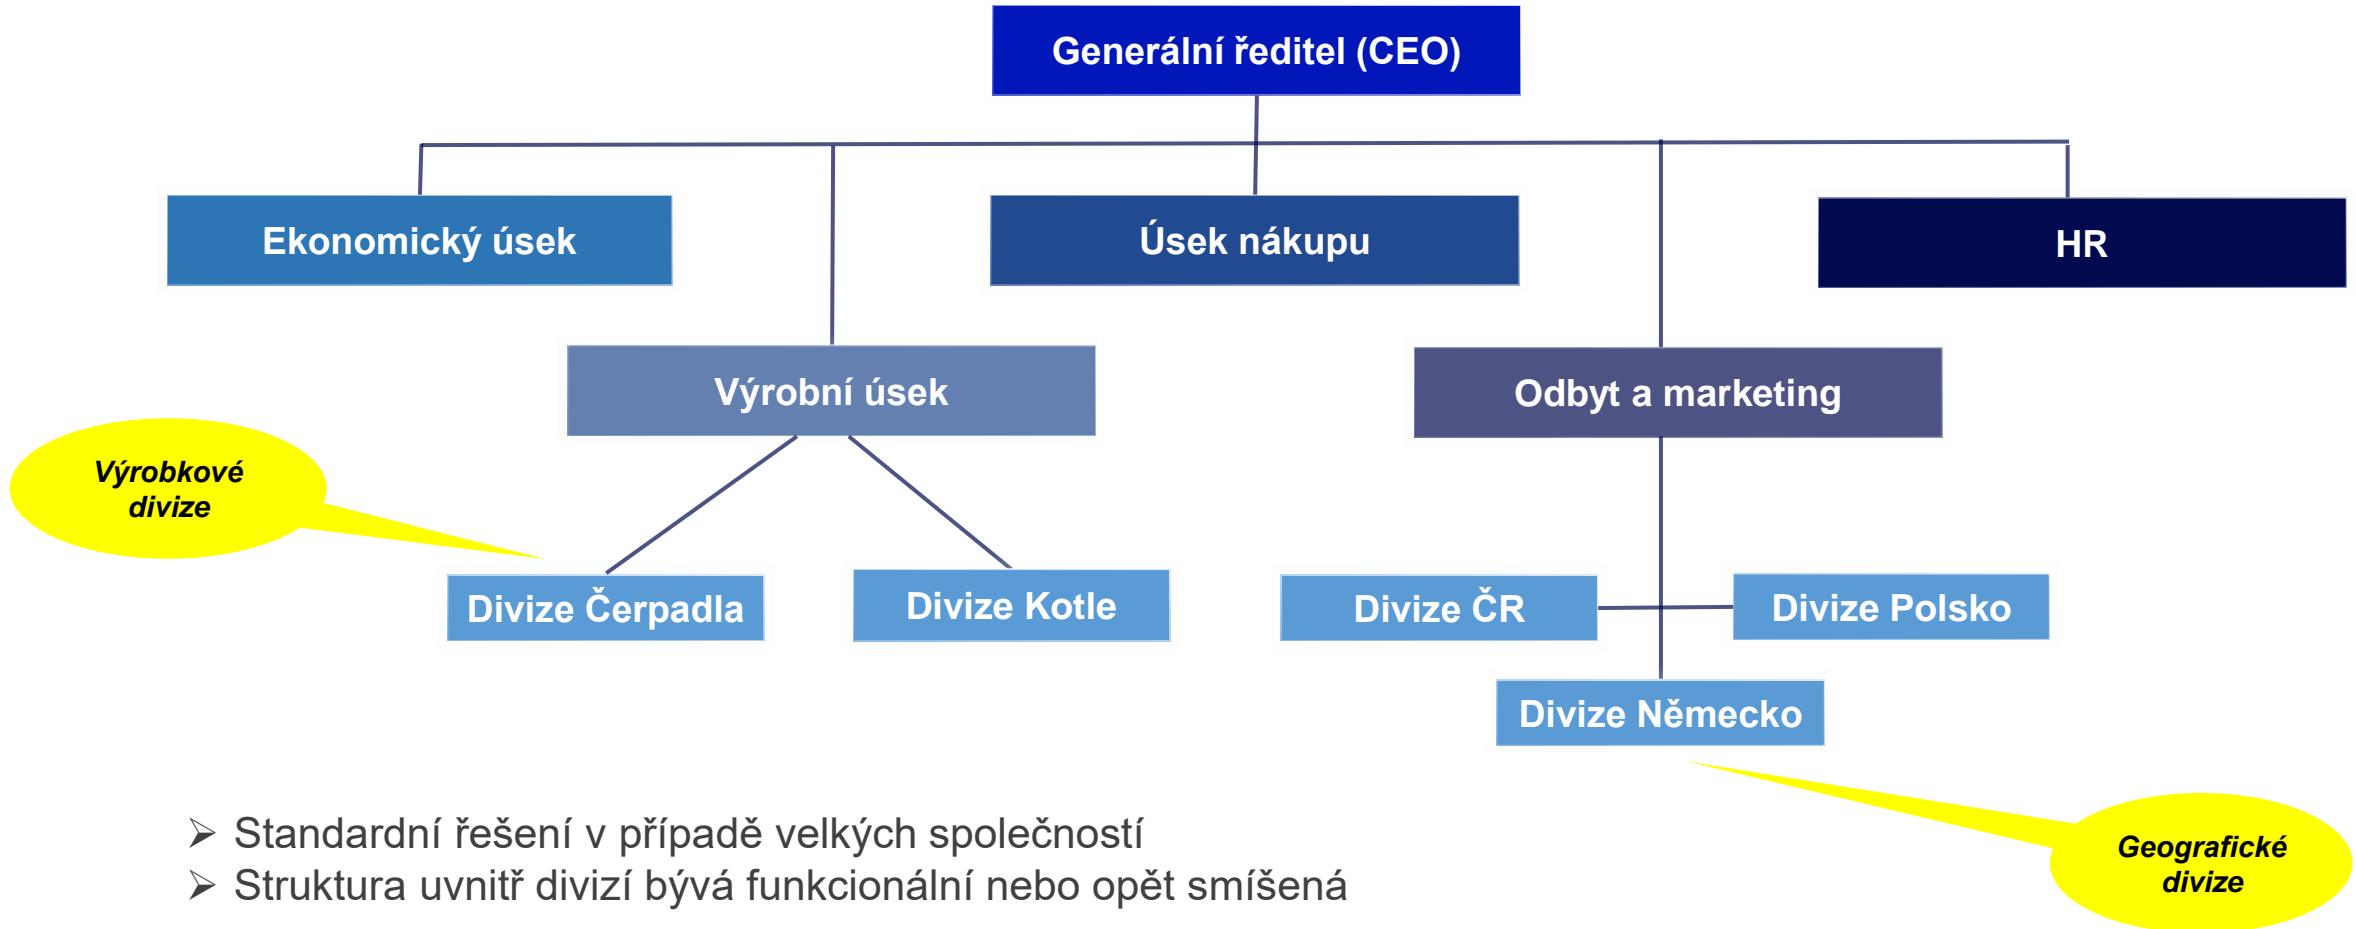 Generální ředitel (CEO)
Ekonomický úsek
Úsek nákupu
HR
Výrobní úsek
Odbyt a marketing
Výrobkové
divize
Divize Čerpadla
Divize Kotle
Divize ČR
Divize Polsko
Divize Německo
➢ Standardní řešení v případě velkých společností
➢ Struktura uvnitř divizí bývá funkcionální nebo opět smíšená
Geografické
divize